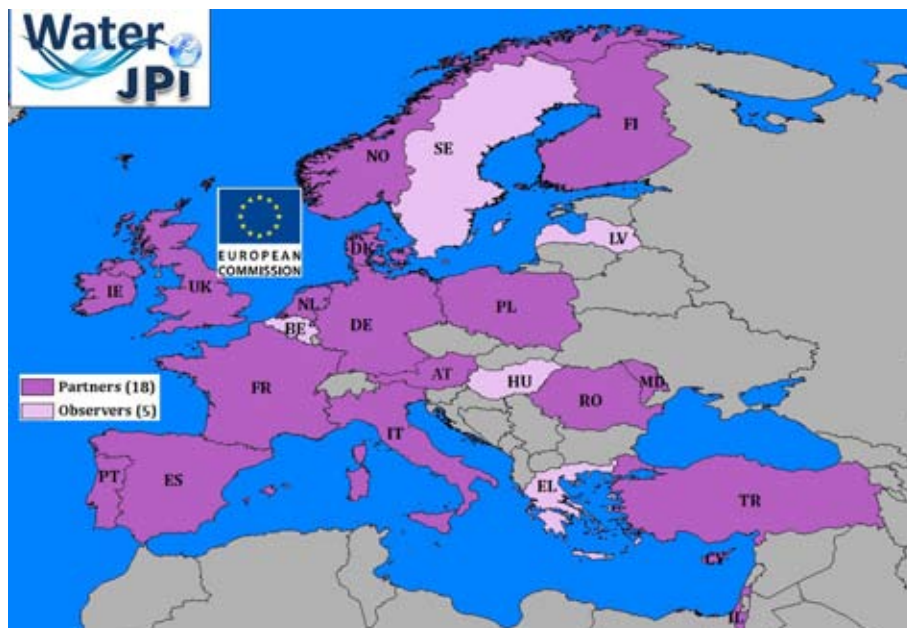 Water
JPI
FI
NO
SE
EUROPEAN
COMMISSION
LV
DK
IE
UK
NL
PL
BE
DE
Partners (18)
Observers (5)
FR
AT
HU
MD
RO
IT
PT
ES
EL
TR
CY
IL